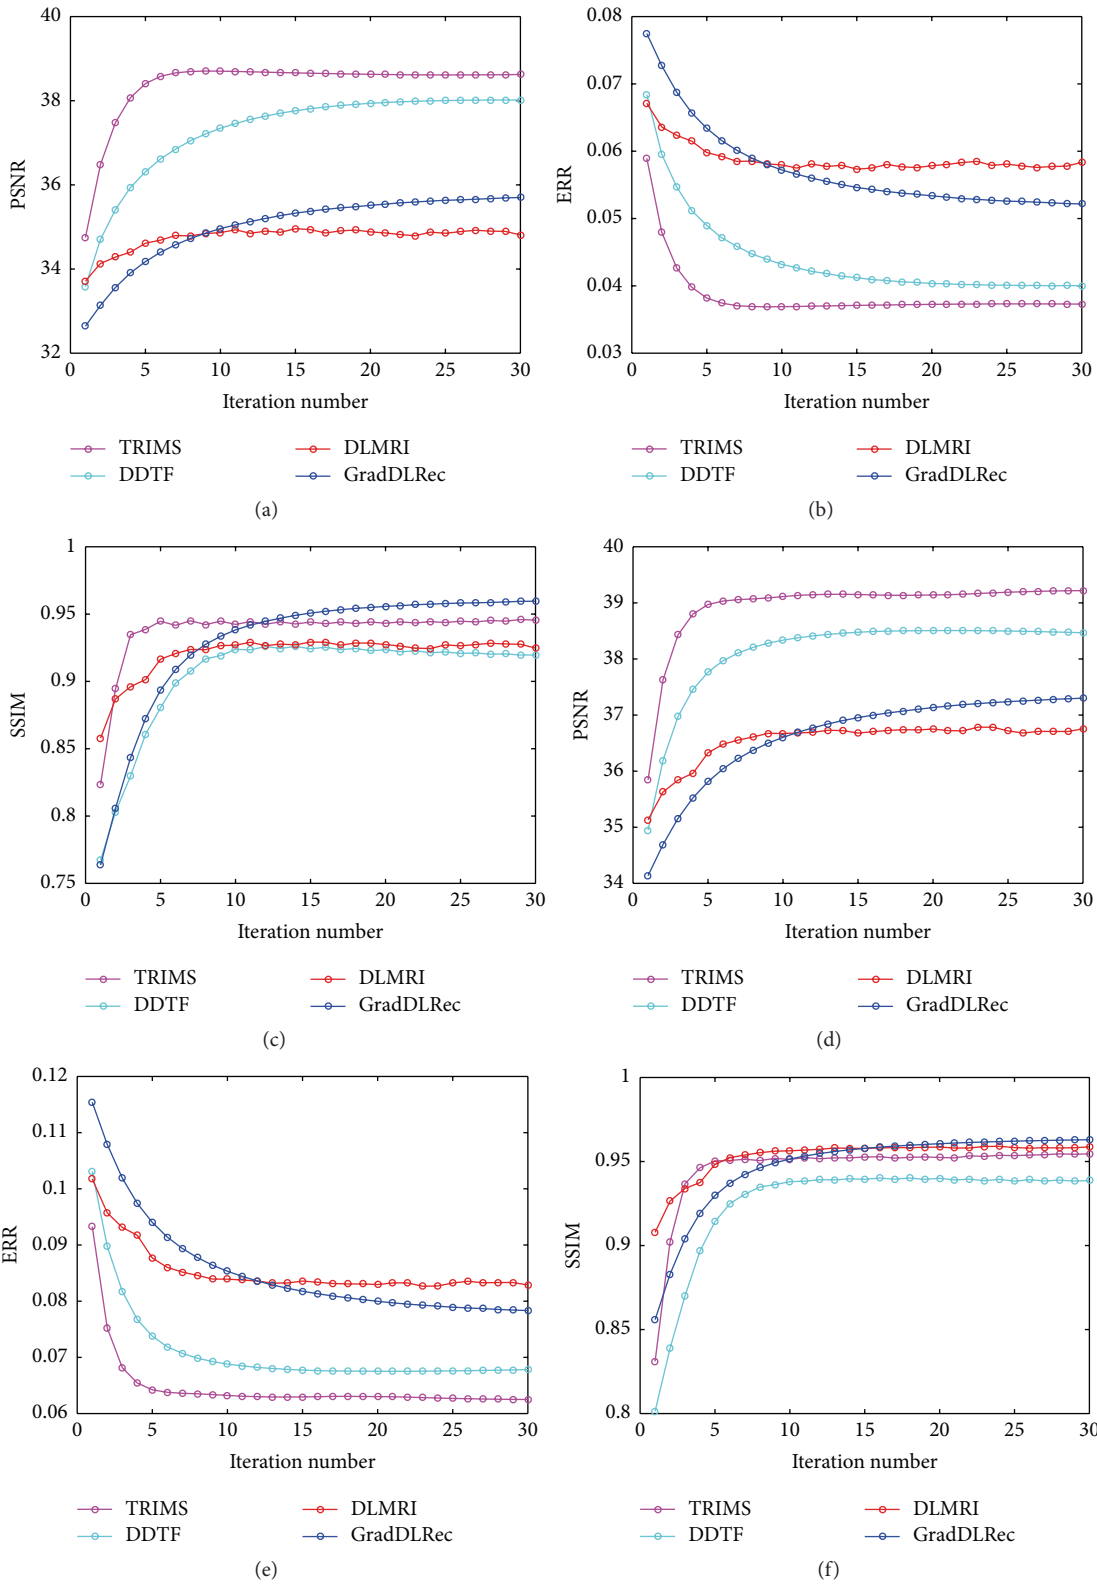 40
38
36
34
32
PSNR
0 5 10 15 20 25 30
Iteration number
TRIMS
DDTF
DLMRI
GradDLRec
(a)
0.08
0.07
0.06
0.05
0.04
0.03
ERR
0 5 10 15 20 25 30
Iteration number
TRIMS
DDTF
DLMRI
GradDLRec
(b)
1
0.95
0.9
0.85
0.8
0.75
SSIM
0 5 10 15 20 25 30
Iteration number
TRIMS
DDTF
DLMRI
GradDLRec
(c)
40
39
38
37
36
35
34
PSNR
0 5 10 15 20 25 30
Iteration number
TRIMS
DDTF
DLMRI
GradDLRec
(d)
0.12
0.11
0.1
0.09
0.08
0.07
0.06
ERR
0 5 10 15 20 25 30
Iteration number
TRIMS
DDTF
DLMRI
GradDLRec
(e)
1
0.95
0.9
0.85
0.8
SSIM
0 5 10 15 20 25 30
Iteration number
TRIMS
DDTF
DLMRI
GradDLRec
(f)